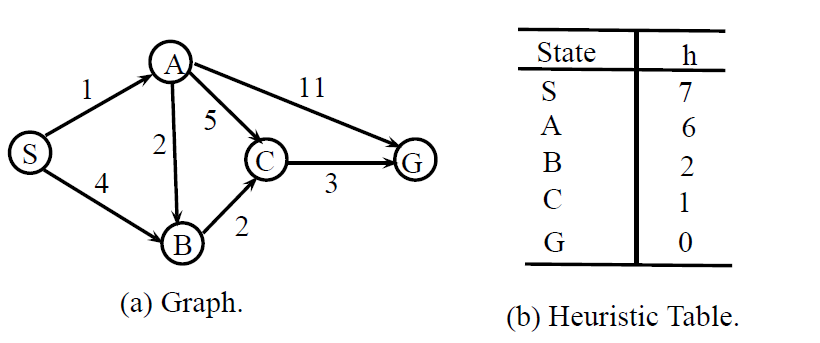 A
11
1
5
2
S
C
G
4
3
2
B
(a) Graph.
State h
S 7
A 6
B 2
C 1
G 0
(b) Heuristic Table.